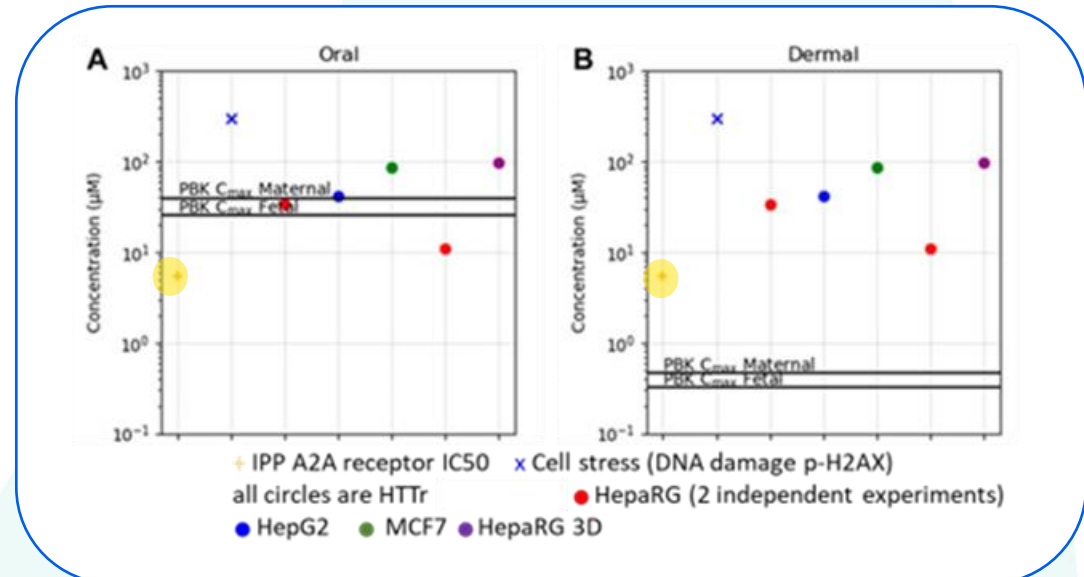 A
Oral
Concentration (μM)
10³
10²
10¹
10⁰
10⁻¹
PBK Cmax Maternal
PBK Cmax Fetal
B
Dermal
Concentration (μM)
10³
10²
10¹
10⁰
10⁻¹
PBK Cmax Maternal
PBK Cmax Fetal
IPP A2A receptor IC50
x Cell stress (DNA damage p-H2AX)
all circles are HTTr
HepaRG (2 independent experiments)
HepG2
MCF7
HepaRG 3D